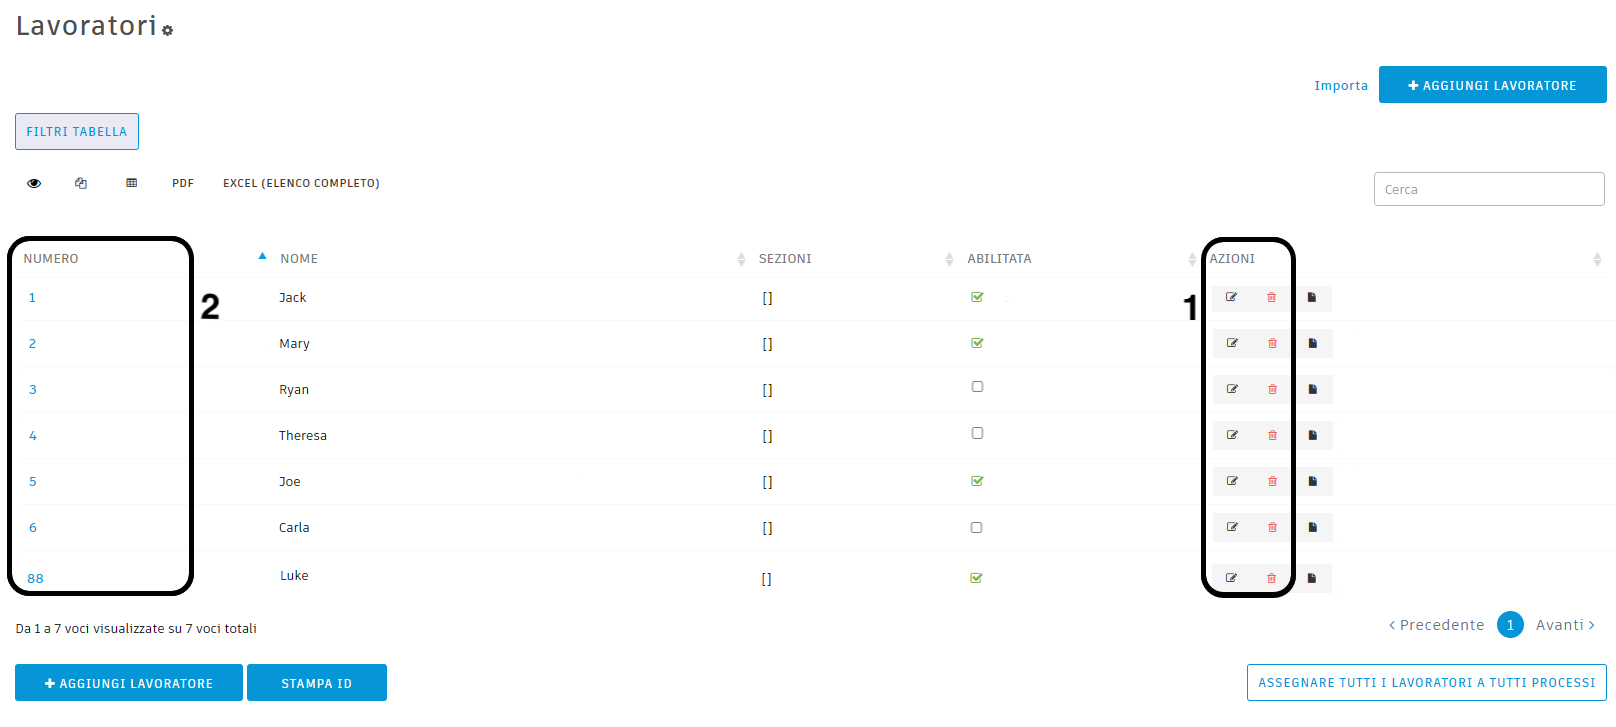 Lavoratori
Importa
AGGIUNGI LAVORATORE
FILTRI TABELLA
PDF EXCEL (ELENCO COMPLETO)
Cerca
NUMERO NOME SEZIONI ABILITATA AZIONI
1 Jack []
2 1
2 Mary []
3 Ryan []
4 Theresa []
5 Joe []
6 Carla []
88 Luke []
Da 1 a 7 voci visualizzate su 7 voci totali
< Precedente 1 Avanti >
AGGIUNGI LAVORATORE STAMPA ID ASSEGNARE TUTTI I LAVORATORI A TUTTI PROCESSI